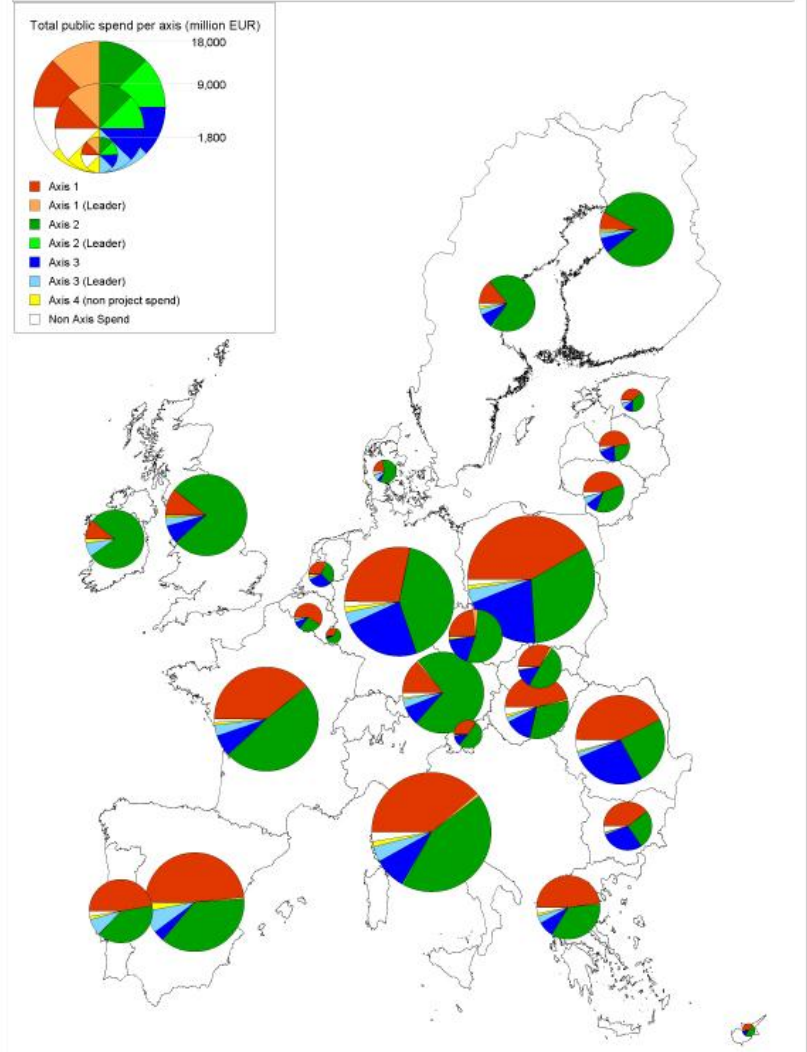 Total public spend per axis (million EUR)
18,000
9,000
1,800
Axis 1
Axis 1 (Leader)
Axis 2
Axis 2 (Leader)
Axis 3
Axis 3 (Leader)
Axis 4 (non project spend)
Non Axis Spend